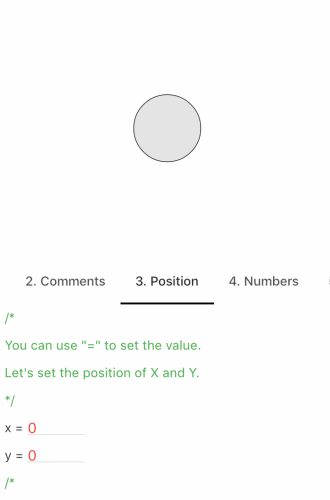 2. Comments 3. Position 4. Numbers
/*
You can use "=" to set the value.
Let's set the position of X and Y.
*/
x = 0
y = 0
/*